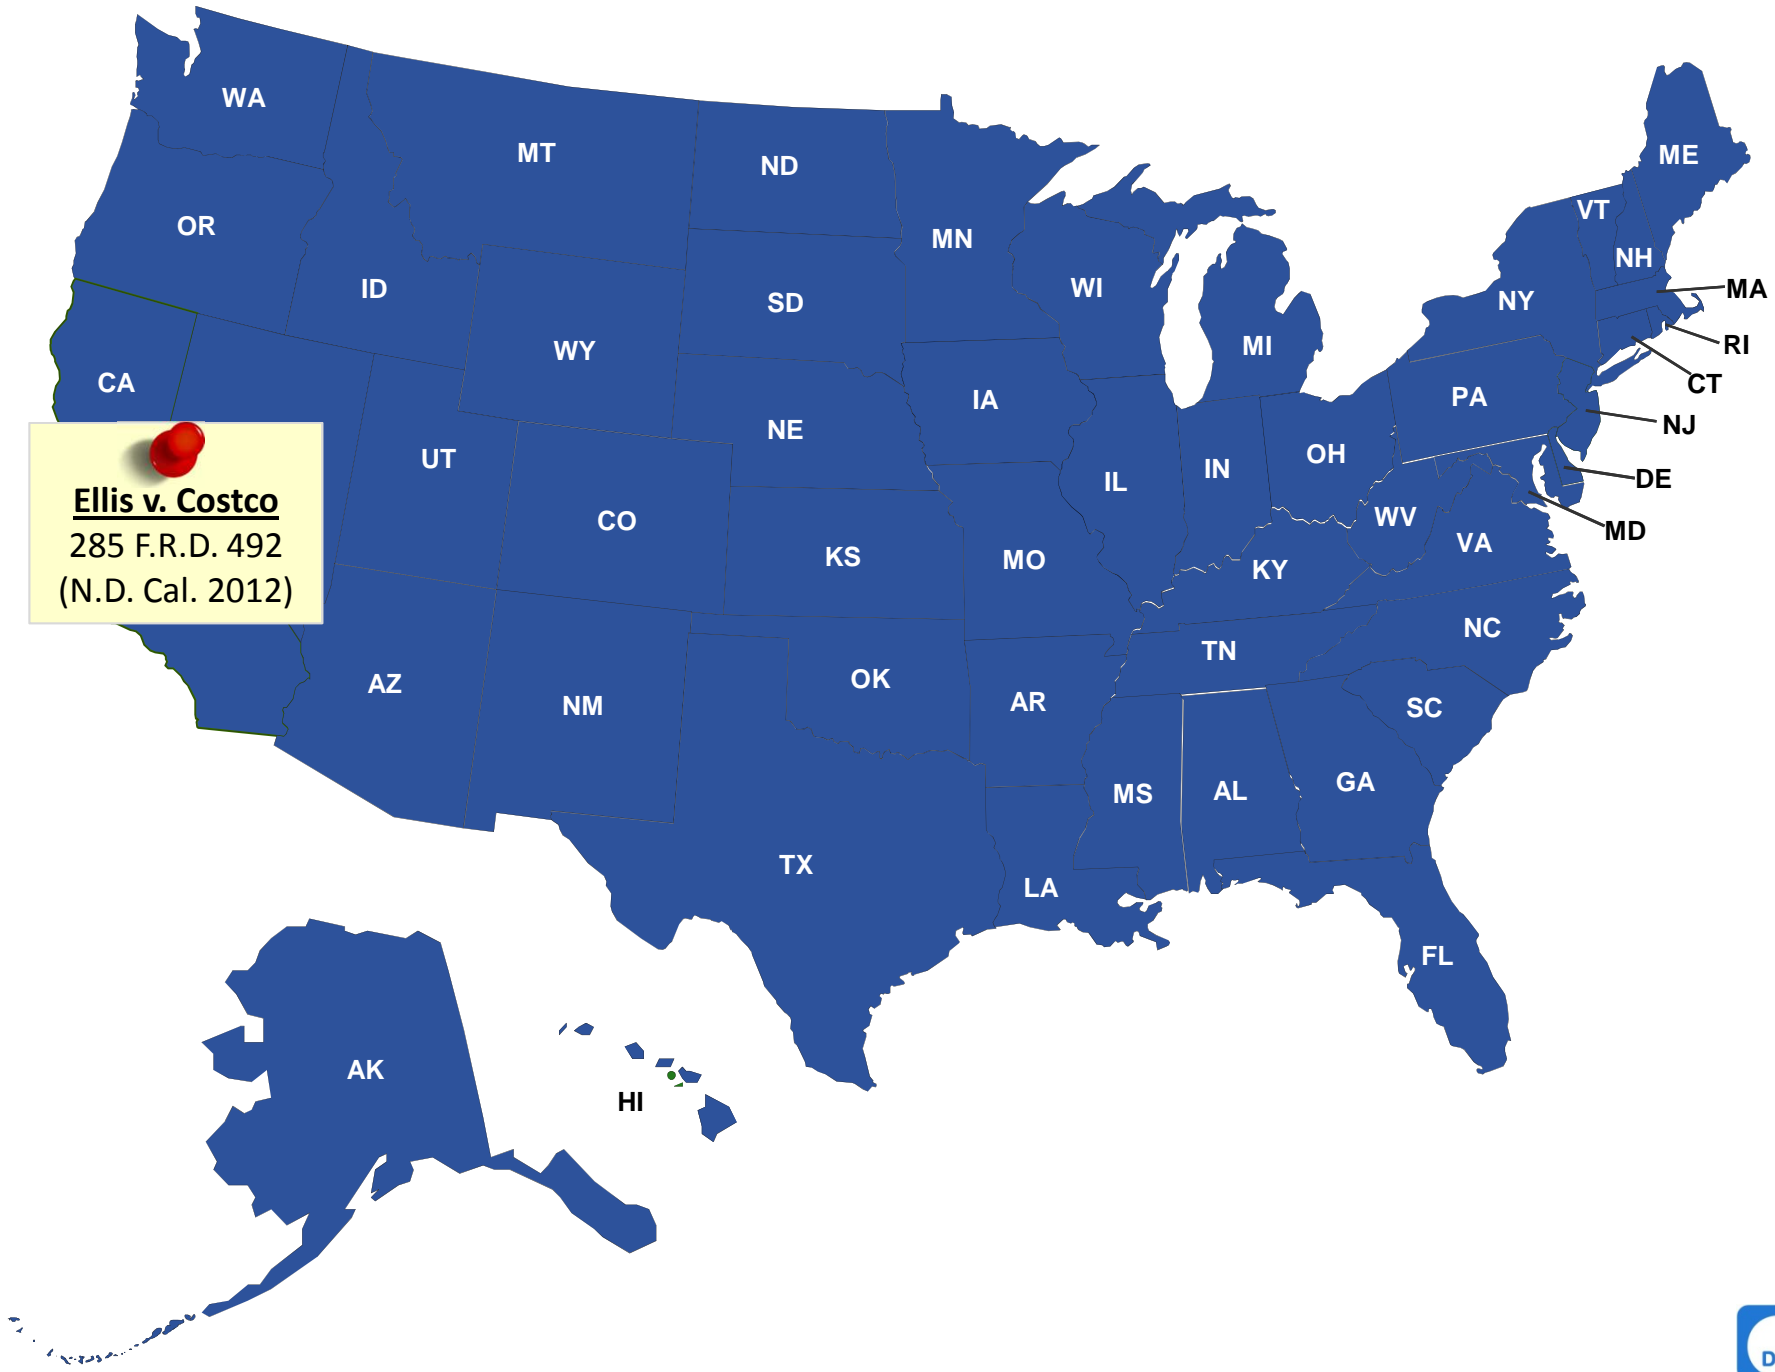 WA
MT
ND
ME
OR
MN
VT
NH
ID
WI
MA
SD
NY
WY
MI
RI
CA
CT
IA
PA
NE
NJ
UT
OH
IN
IL
DE
Ellis v. Costco
285 F.R.D. 492
(N.D. Cal. 2012)
CO
WV
MD
VA
KS
MO
KY
NC
TN
AZ
OK
NM
AR
SC
GA
MS
AL
TX
LA
FL
AK
HI
D